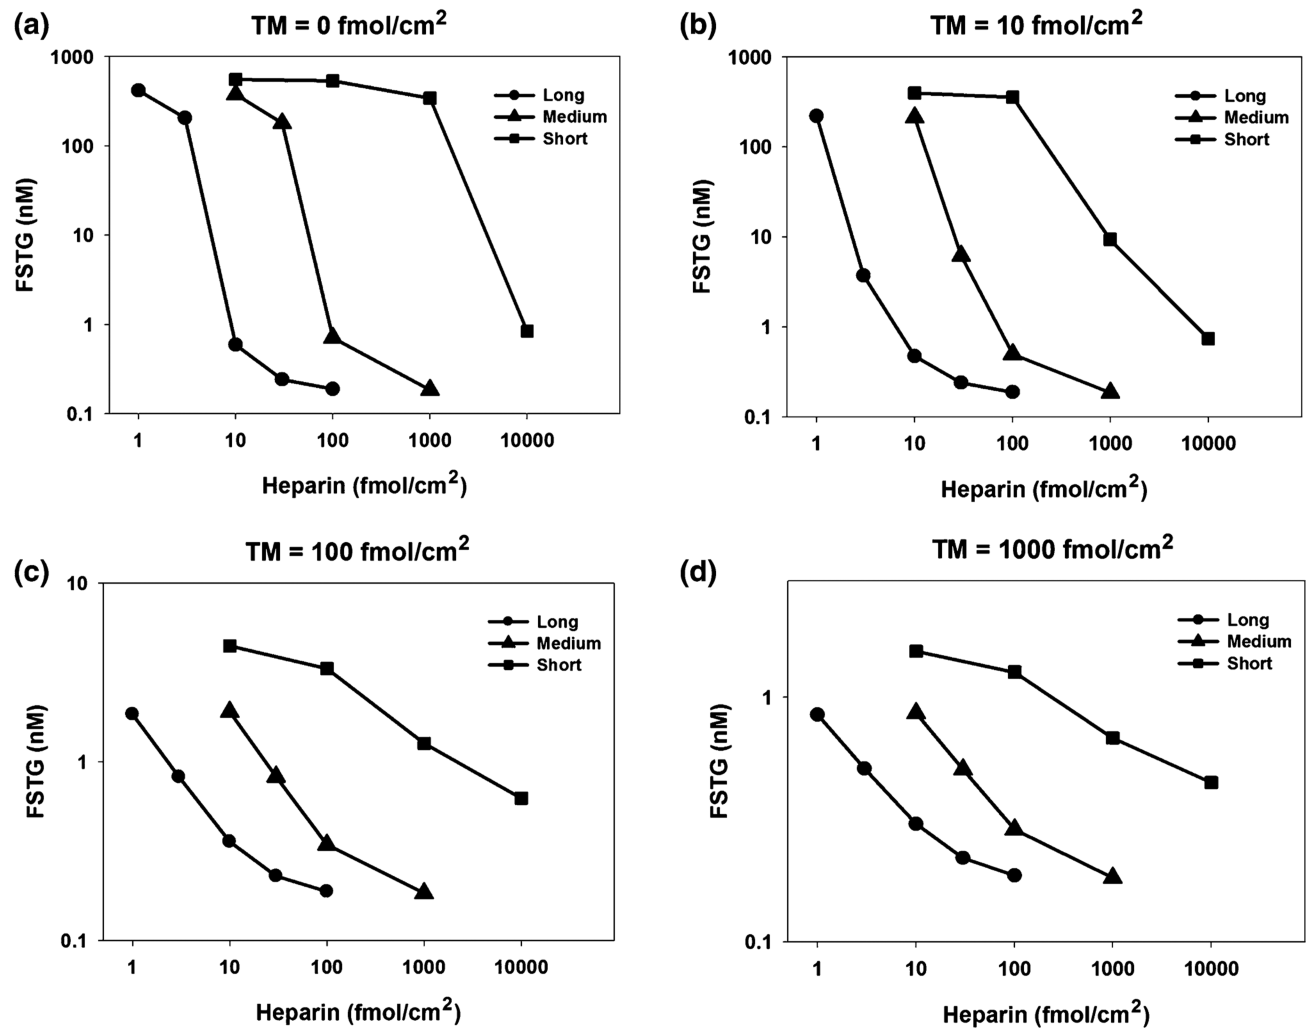 (a)
TM = 0 fmol/cm²
1000
100
10
1
0.1
FSTG (nM)
Long
Medium
Short
1 10 100 1000 10000
Heparin (fmol/cm²)
(b)
TM = 10 fmol/cm²
1000
100
10
1
0.1
FSTG (nM)
Long
Medium
Short
1 10 100 1000 10000
Heparin (fmol/cm²)
(c)
TM = 100 fmol/cm²
10
1
0.1
FSTG (nM)
Long
Medium
Short
1 10 100 1000 10000
Heparin (fmol/cm²)
(d)
TM = 1000 fmol/cm²
1
0.1
FSTG (nM)
Long
Medium
Short
1 10 100 1000 10000
Heparin (fmol/cm²)